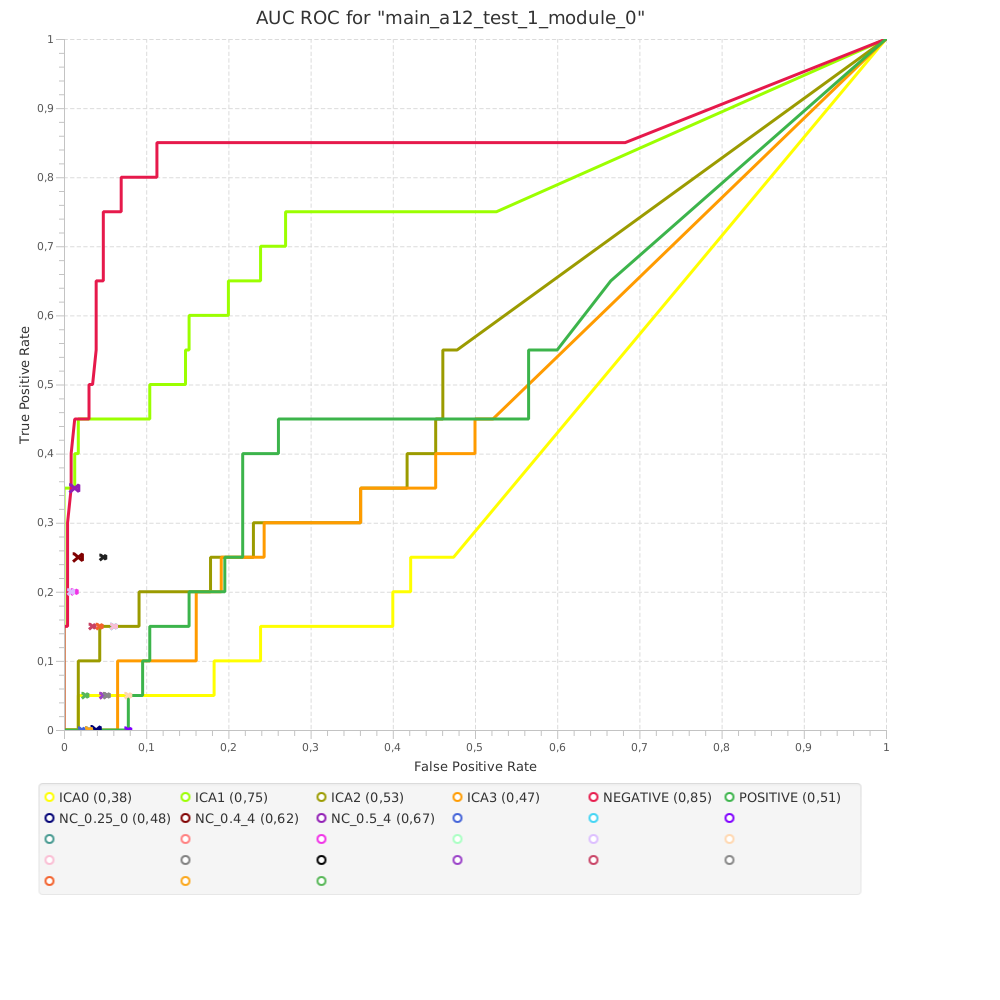 AUC ROC for "main_a12_test_1_module_0"
1
0,9
0,8
0,7
0,6
0,5
0,4
0,3
0,2
0,1
0
True Positive Rate
0 0,1 0,2 0,3 0,4 0,5 0,6 0,7 0,8 0,9 1
False Positive Rate
ICA0 (0,38) ICA1 (0,75) ICA2 (0,53) ICA3 (0,47) NEGATIVE (0,85) POSITIVE (0,51)
NC_0.25_0 (0,48) NC_0.4_4 (0,62) NC_0.5_4 (0,67)